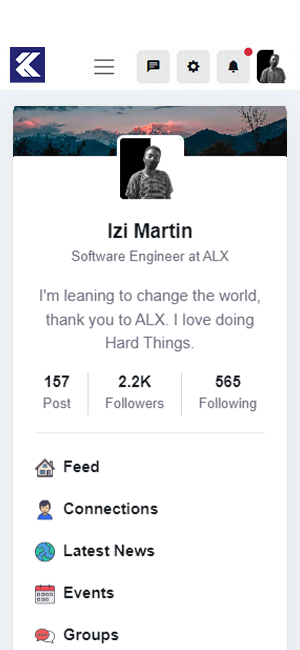 Izi Martin
Software Engineer at ALX
I'm leaning to change the world,
thank you to ALX. I love doing
Hard Things.
157 2.2K 565
Post Followers Following
Feed
Connections
Latest News
Events
Groups